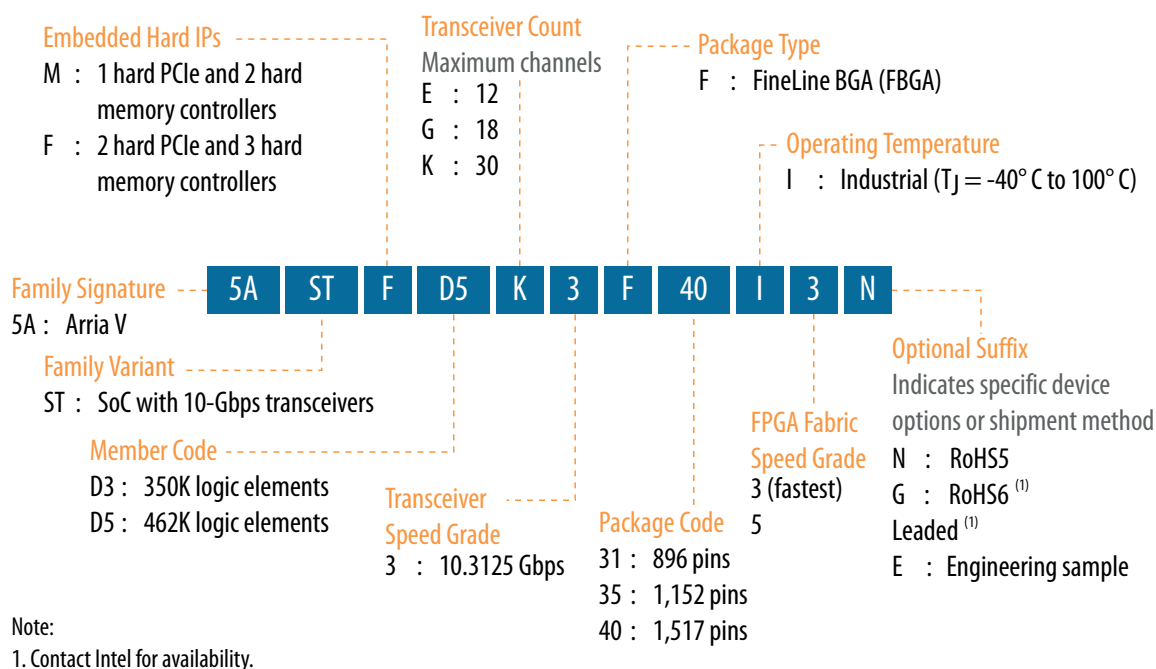 Embedded Hard IPs
M : 1 hard PCIe and 2 hard
memory controllers
F : 2 hard PCIe and 3 hard
memory controllers
Transceiver Count
Maximum channels
E : 12
G : 18
K : 30
Package Type
F : FineLine BGA (FBGA)
Operating Temperature
I : Industrial (TJ = -40° C to 100° C)
Family Signature
5A : Arria V
5A ST F D5 K 3 F 40 I 3 N
Family Variant
ST : SoC with 10-Gbps transceivers
Member Code
D3 : 350K logic elements
D5 : 462K logic elements
Transceiver
Speed Grade
3 : 10.3125 Gbps
Package Code
31 : 896 pins
35 : 1,152 pins
40 : 1,517 pins
FPGA Fabric
Speed Grade
3 (fastest)
5
Optional Suffix
Indicates specific device
options or shipment method
N : RoHS5
G : RoHS6 (1)
Leaded (1)
E : Engineering sample
Note:
1. Contact Intel for availability.